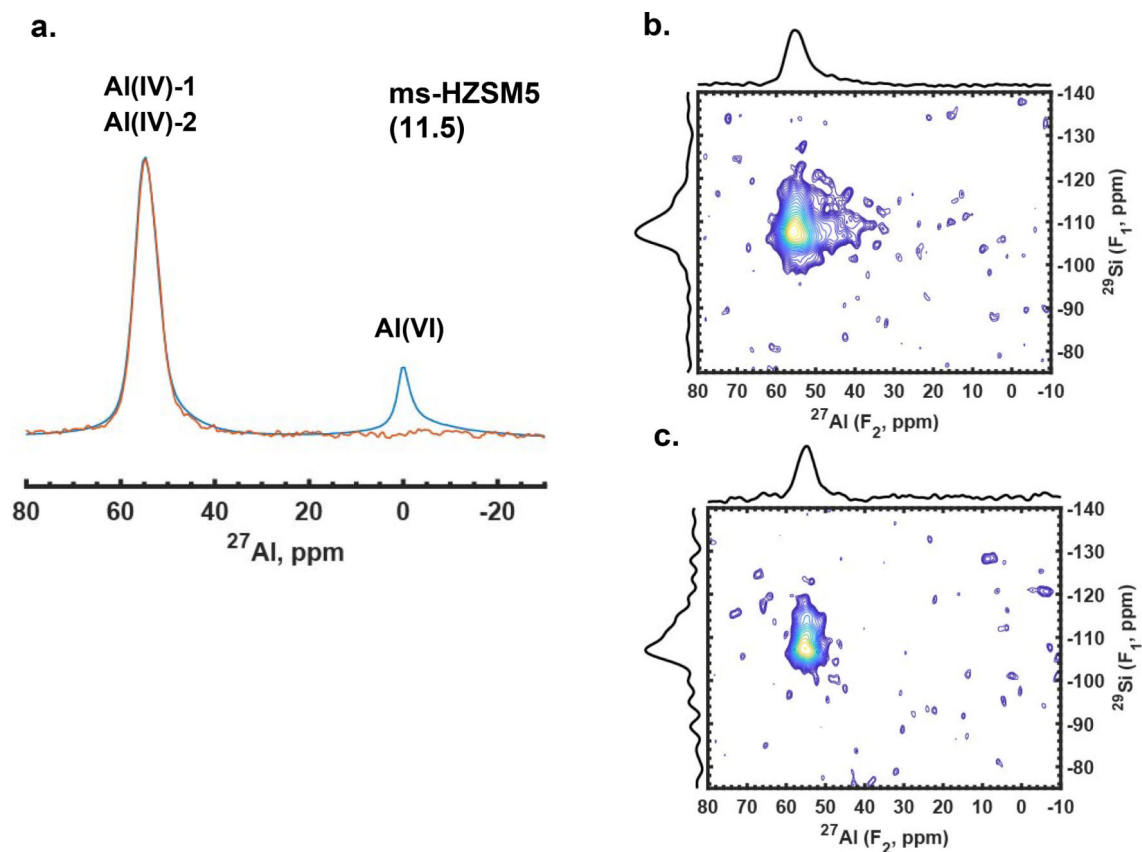 a.
Al(IV)-1
Al(IV)-2
ms-HZSM5
(11.5)
Al(VI)
80 60 40 20 0 -20
27Al, ppm
b.
-140
-130
-120
-110
-100
-90
-80
29Si (F1, ppm)
80 70 60 50 40 30 20 10 0 -10
27Al (F2, ppm)
c.
-140
-130
-120
-110
-100
-90
-80
29Si (F1, ppm)
80 70 60 50 40 30 20 10 0 -10
27Al (F2, ppm)